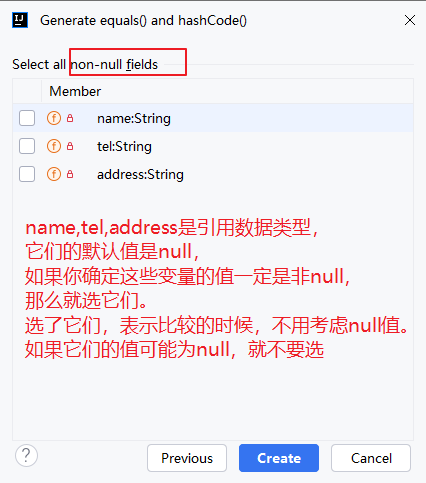 Generate equals() and hashCode()
Select all non-null fields
Member
name:String
tel:String
address:String
name,tel,address是引用数据类型，
它们的默认值是null，
如果你确定这些变量的值一定是非null，
那么就选它们。
选了它们，表示比较的时候，不用考虑null值。
如果它们的值可能为null，就不要选
? Previous Create Cancel